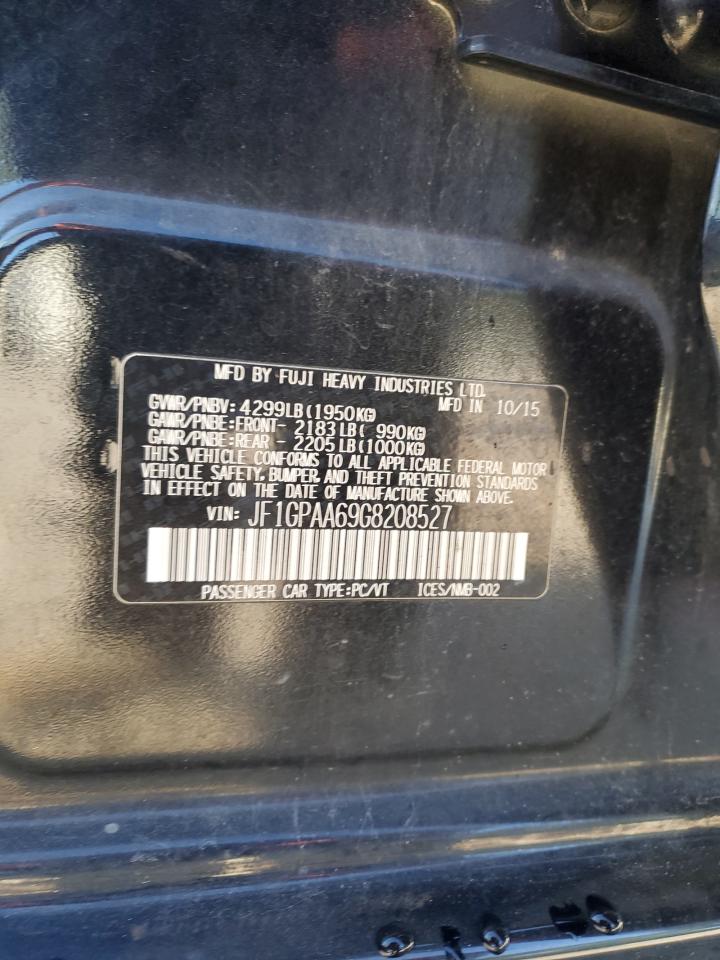 MFD BY FUJI HEAVY INDUSTRIES LTD.
GVWR/PNBV: 4299LB(1950KG) MFD IN 10/15
GAWR/PNBE:FRONT- 2183LB( 990KG)
GAWR/PNBE:REAR - 2205LB(1000KG)
THIS VEHICLE CONFORMS TO ALL APPLICABLE FEDERAL MOTOR
VEHICLE SAFETY, BUMPER, AND THEFT PREVENTION STANDARDS
IN EFFECT ON THE DATE OF MANUFACTURE SHOWN ABOVE.
VIN: JF1GPAA69G8208527
PASSENGER CAR TYPE:PC/VT ICES/NMB-002